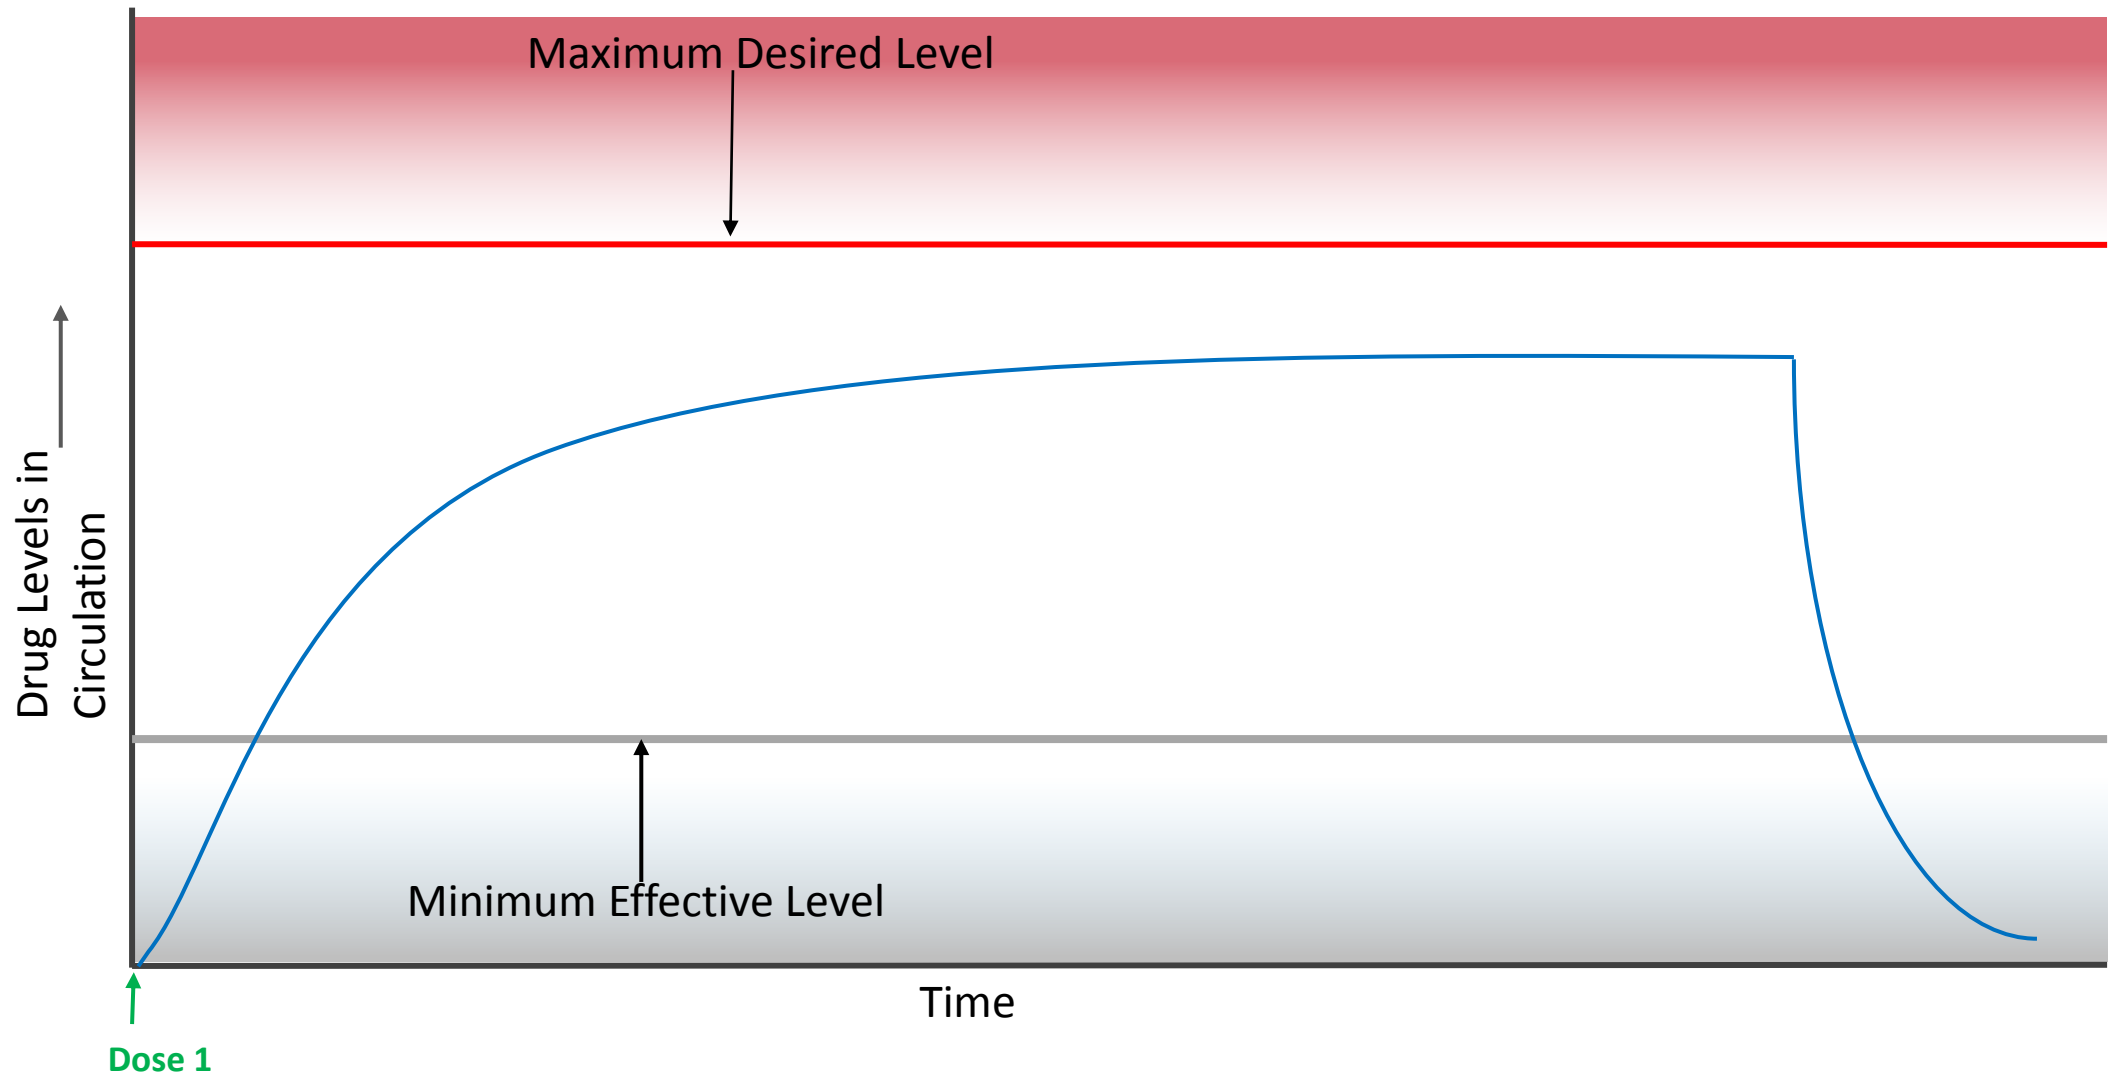 Maximum Desired Level
Drug Levels in
Circulation
Minimum Effective Level
Time
Dose 1